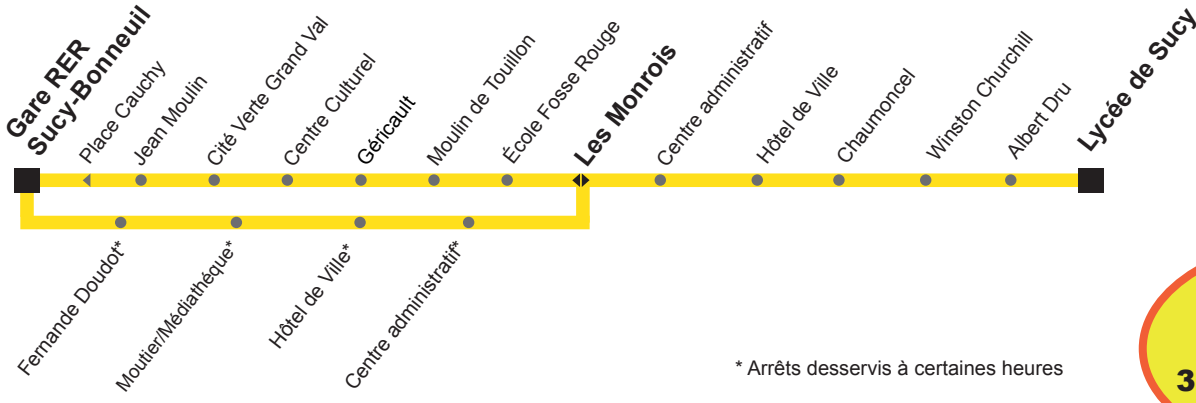 Gare RER
Sucy-Bonneuil
Place Cauchy
Jean Moulin
Cité Verte Grand Val
Centre Culturel
Géricault
Moulin de Touillon
École Fosse Rouge
Les Monrois
Centre administratif
Hôtel de Ville
Chaumoncel
Winston Churchill
Albert Dru
Lycée de Sucy
Fernande Doudot*
Moutier/Médiathéque*
Hôtel de Ville*
Centre administratif*
* Arrêts desservis à certaines heures
3